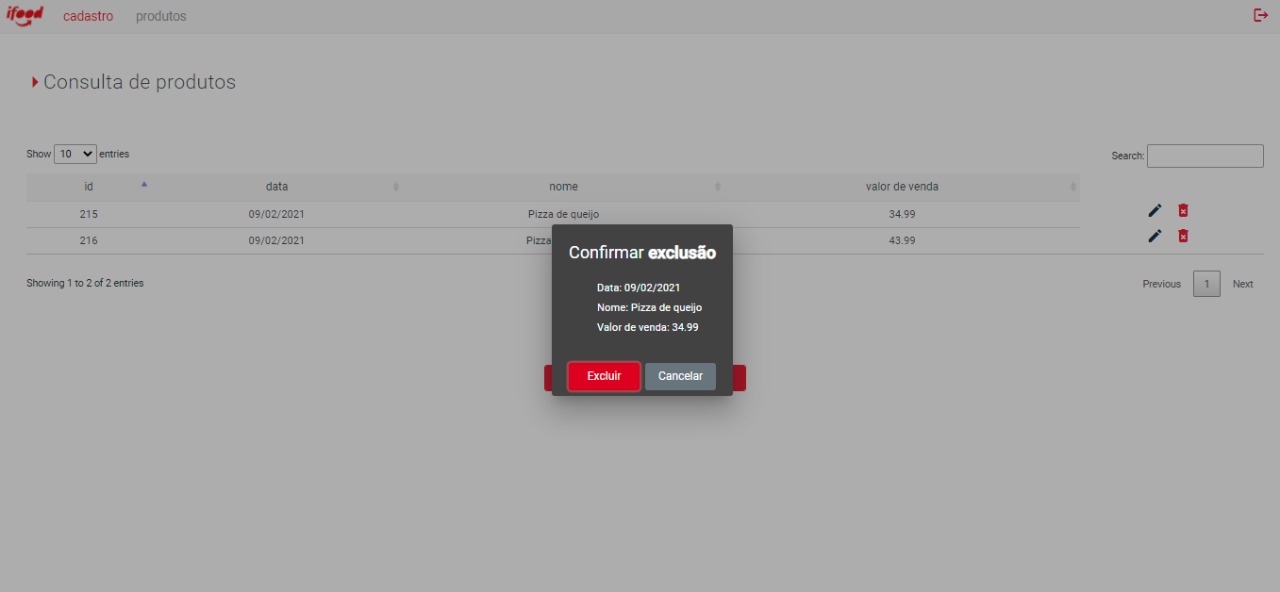 ifood cadastro produtos
Consulta de produtos
Show 10 entries Search:
id data nome valor de venda
215 09/02/2021 Pizza de queijo 34.99
216 09/02/2021 Pizza 43.99
Showing 1 to 2 of 2 entries
Previous 1 Next
Confirmar exclusão
Data: 09/02/2021
Nome: Pizza de queijo
Valor de venda: 34.99
Excluir Cancelar